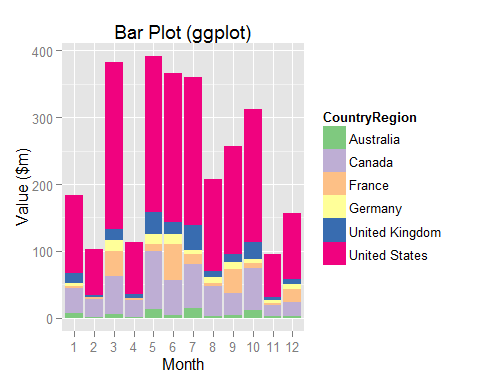 Bar Plot (ggplot)
400
300
200
100
0
Value ($m)
1 2 3 4 5 6 7 8 9 10 11 12
Month
CountryRegion
Australia
Canada
France
Germany
United Kingdom
United States